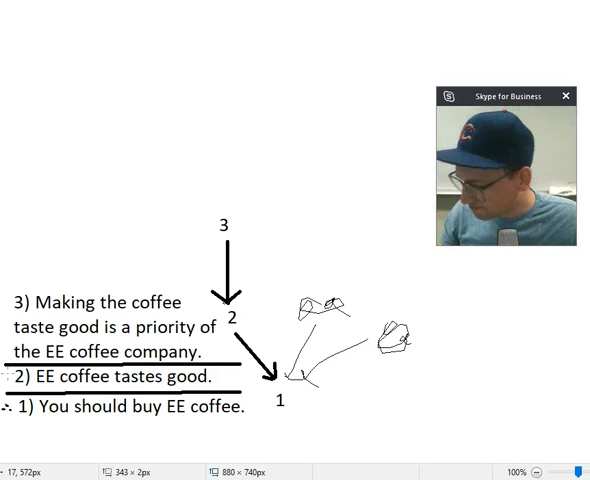 Skype for Business
C
3
3) Making the coffee
taste good is a priority of
the EE coffee company.
2
2) EE coffee tastes good.
∴ 1) You should buy EE coffee.
1
17, 572px
343 × 2px
880 × 740px
100%